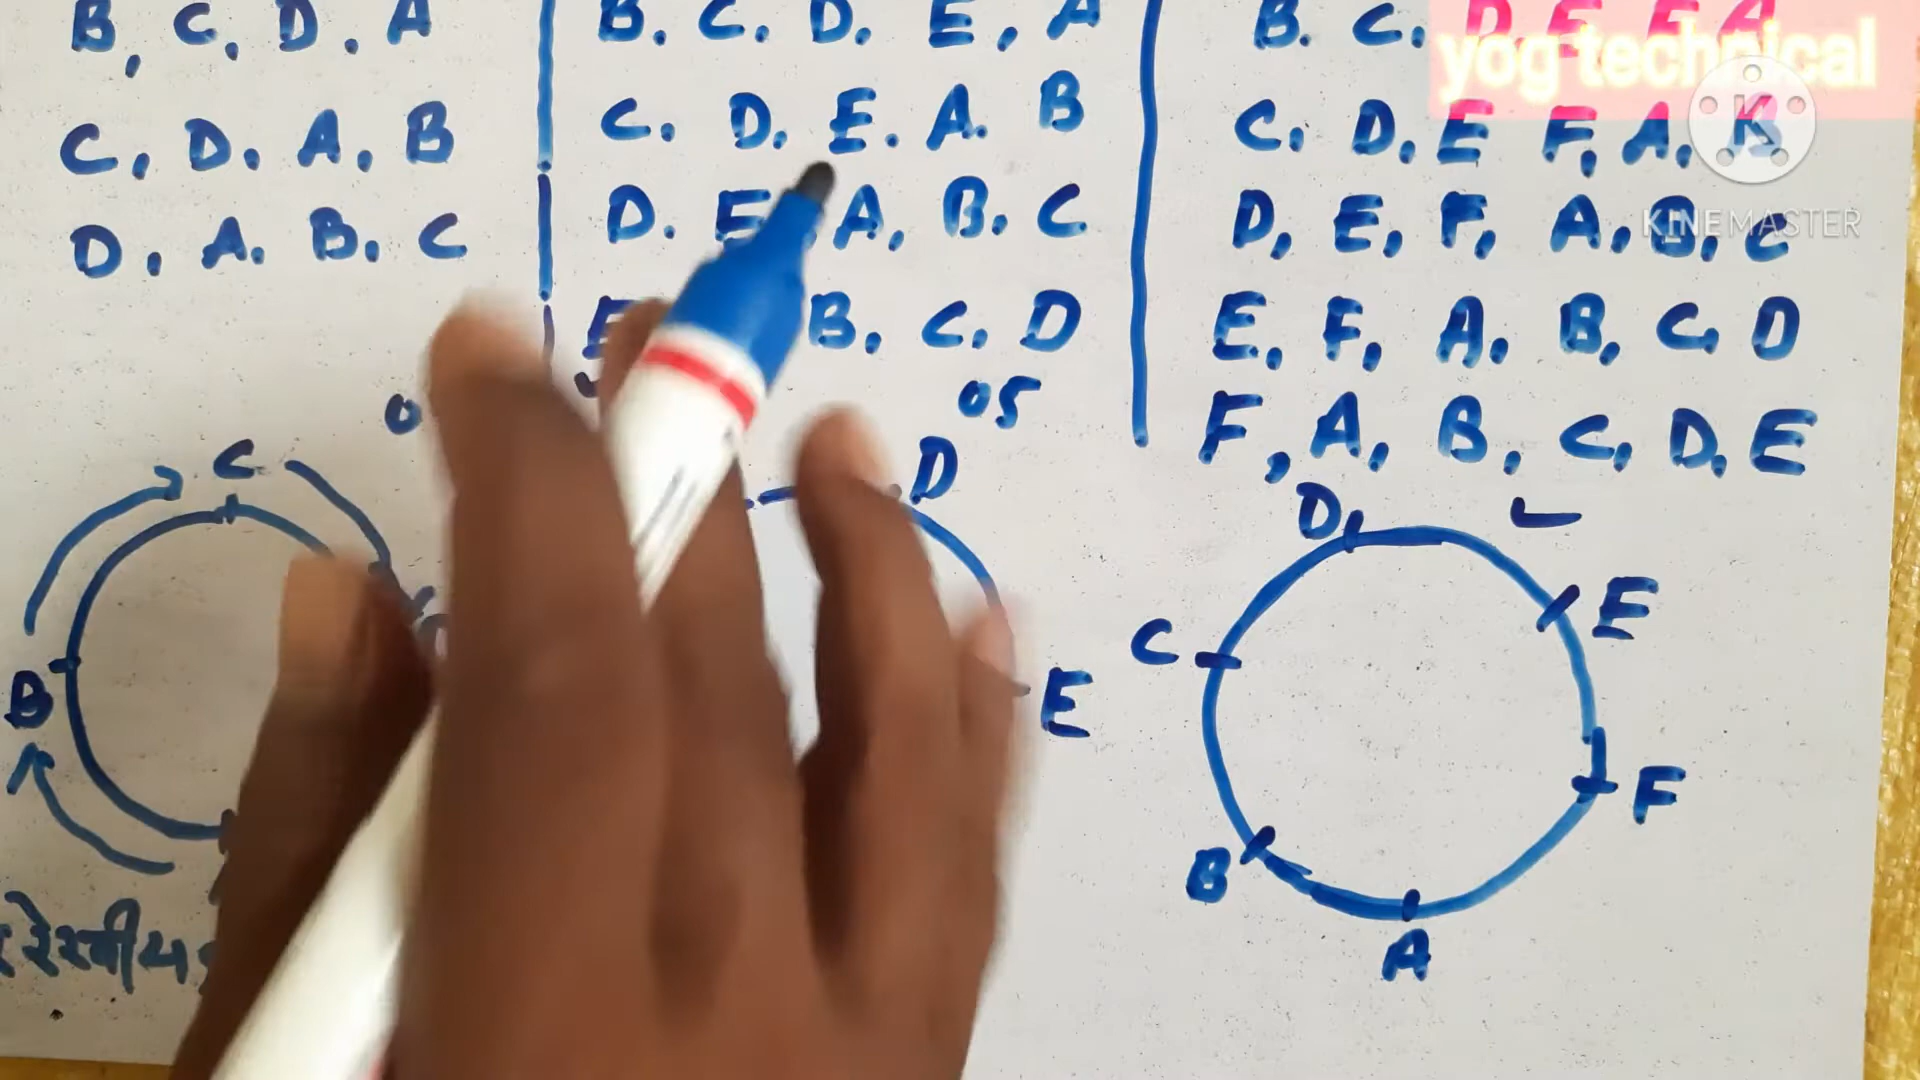 B, C, D. A
C, D. A, B
D, A. B. C
B. C. D. E, A
C. D. E. A. B
D. E, A, B. C
B, C, D
05
D
E
B. C. D E F A
C. D, E F, A, B
D, E, F, A, B, C
E, F, A, B, C, D
F, A, B, C, D, E
D
E
C
F
B
A
C
B
yog technical
KINEMASTER